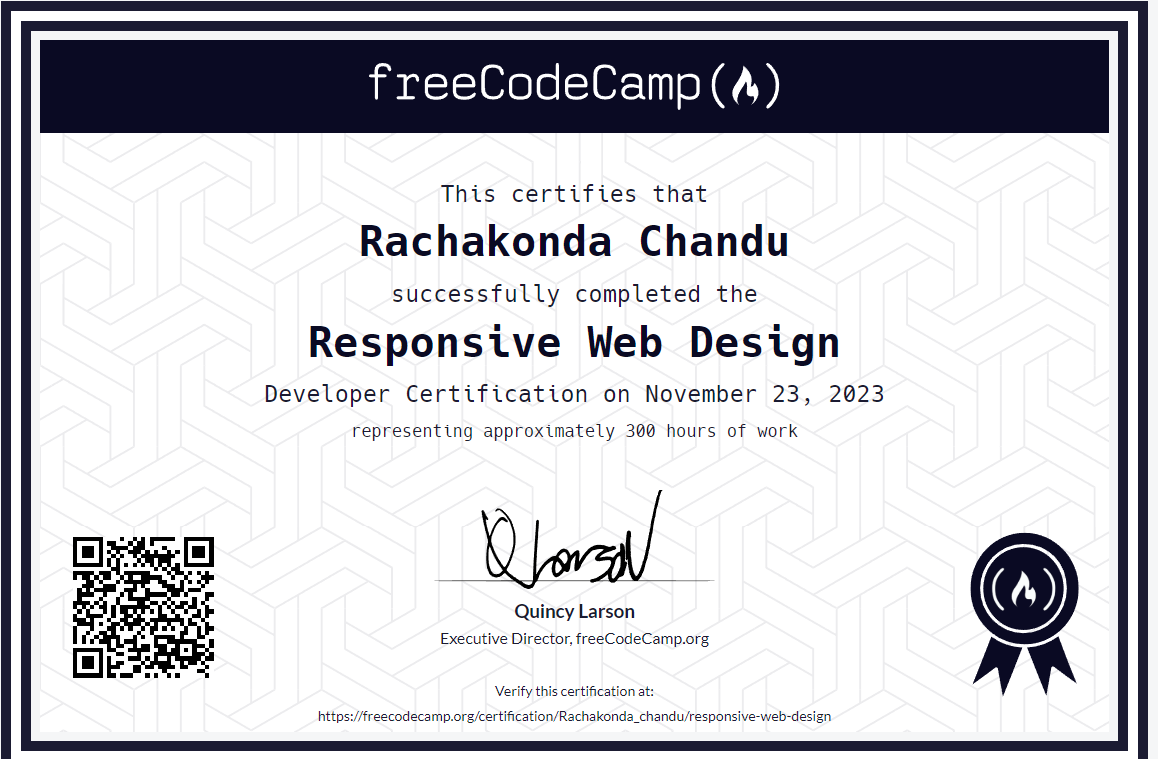 freeCodeCamp
This certifies that
Rachakonda Chandu
successfully completed the
Responsive Web Design
Developer Certification on November 23, 2023
representing approximately 300 hours of work
Q Larson
Quincy Larson
Executive Director, freeCodeCamp.org
Verify this certification at:
https://freecodecamp.org/certification/Rachakonda_chandu/responsive-web-design